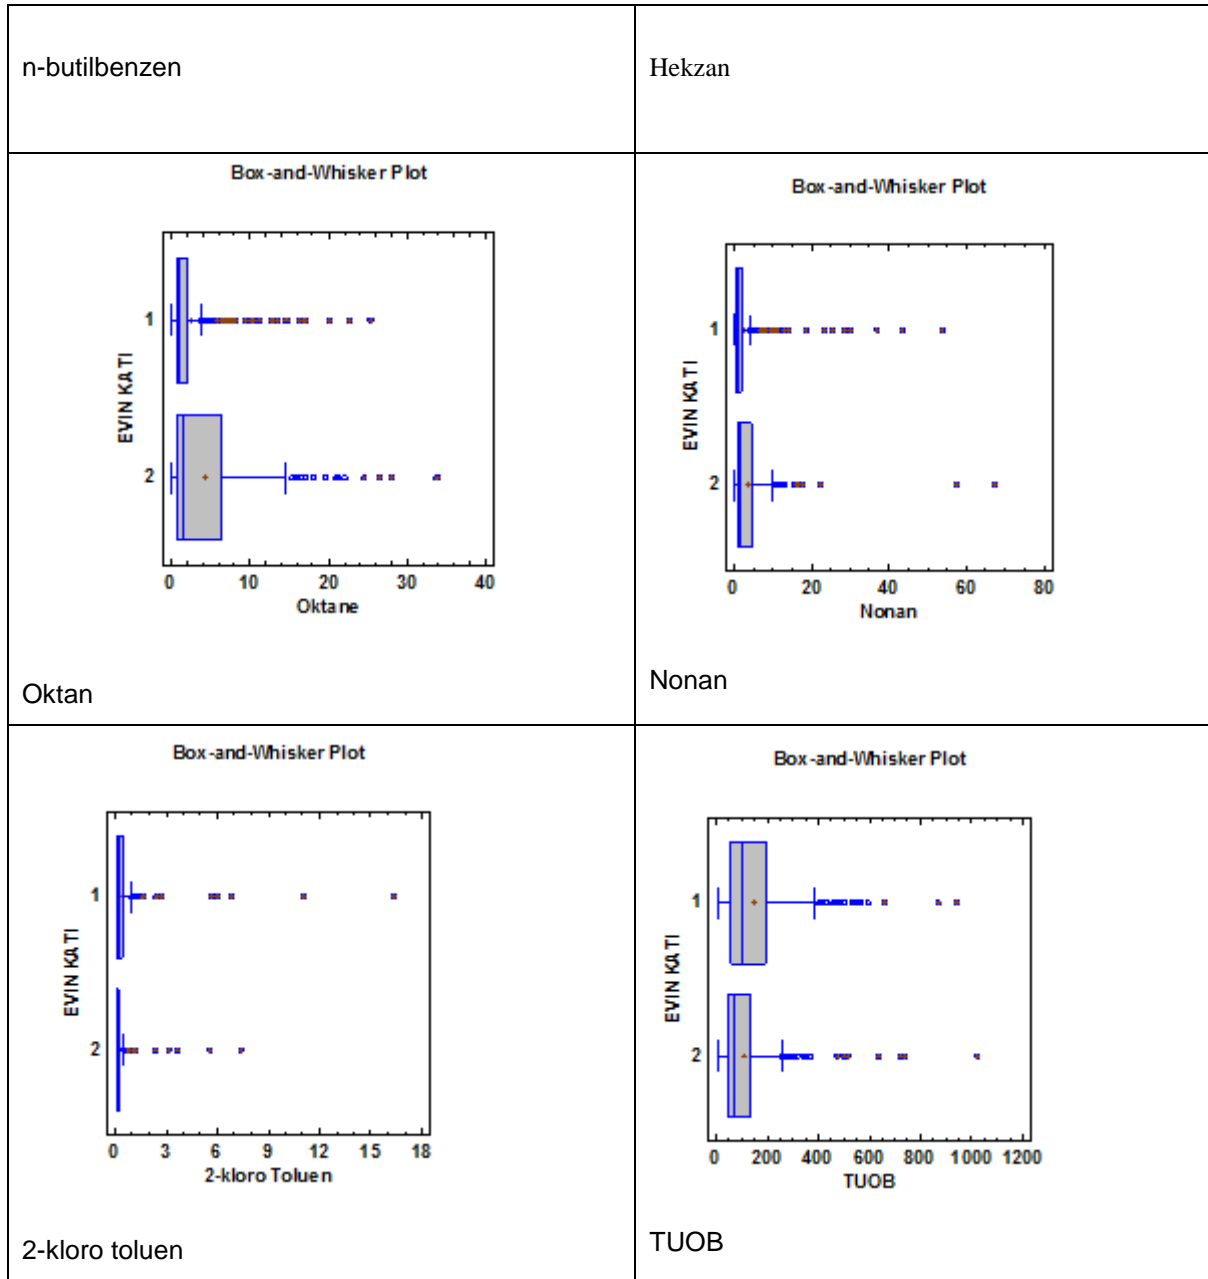 n-butilbenzen
Hekzan
Box-and-Whisker Plot
EVIN KATI
1
2
0 10 20 30 40
Oktane
Oktan
Box-and-Whisker Plot
EVIN KATI
1
2
0 20 40 60 80
Nonan
Nonan
Box-and-Whisker Plot
EVIN KATI
1
2
0 3 6 9 12 15 18
2-kloro Toluen
2-kloro toluen
Box-and-Whisker Plot
EVIN KATI
1
2
0 200 400 600 800 1000 1200
TUOB
TUOB